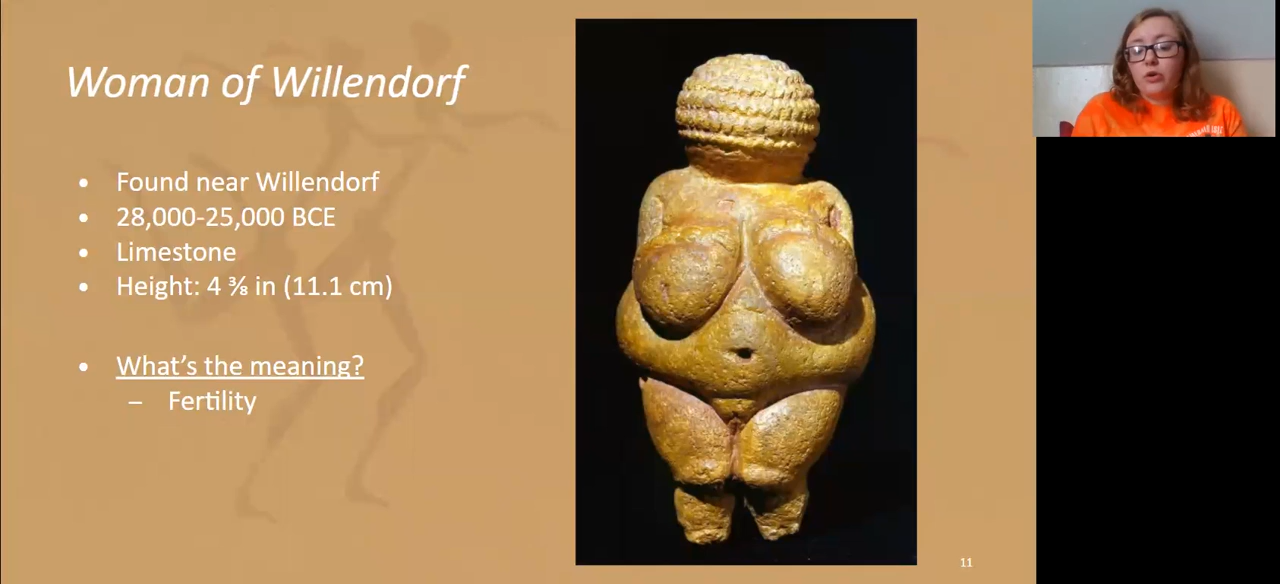 Woman of Willendorf
• Found near Willendorf
• 28,000-25,000 BCE
• Limestone
• Height: 4 ⅜ in (11.1 cm)
• What’s the meaning?
– Fertility
11